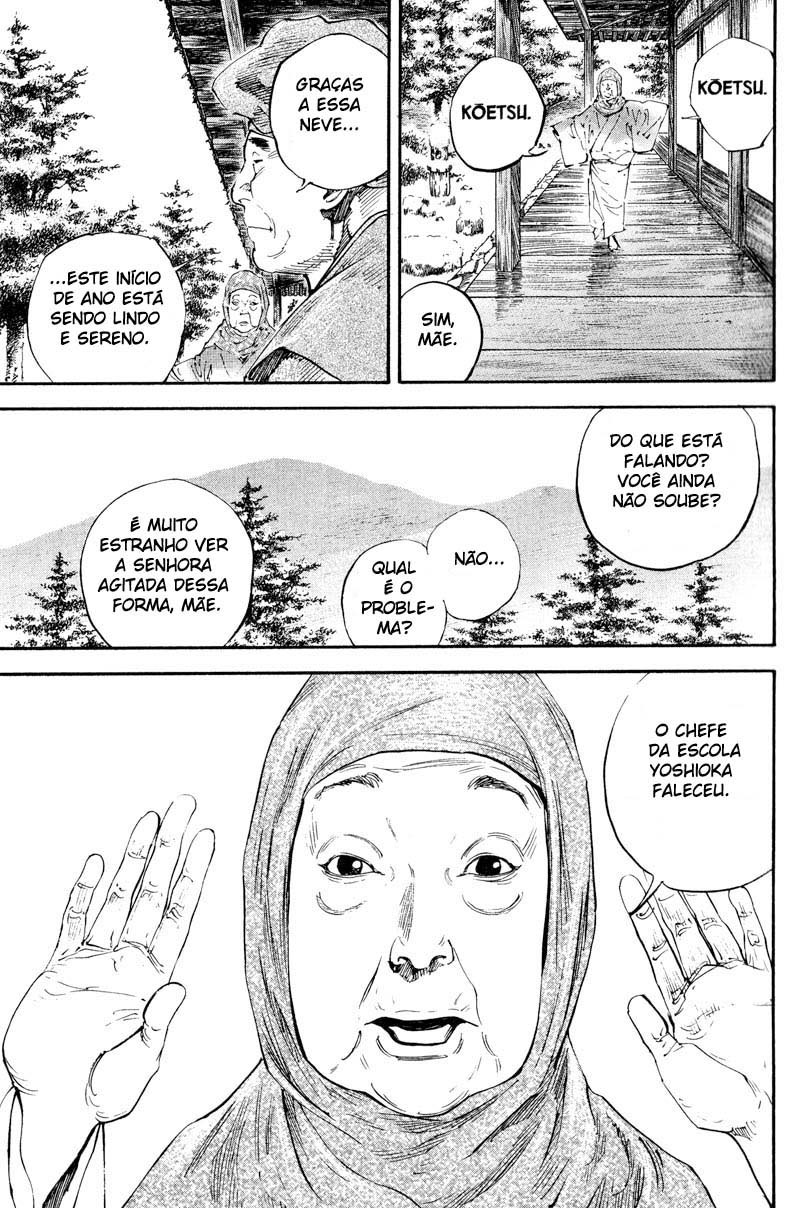 KŌETSU.
KŌETSU.
SIM,
MÃE.
GRAÇAS
A ESSA
NEVE...
...ESTE INÍCIO
DE ANO ESTÁ
SENDO LINDO
E SERENO.
DO QUE ESTÁ
FALANDO?
VOCÊ AINDA
NÃO SOUBE?
NÃO...
QUAL
É O
PROBLE-
MA?
É MUITO
ESTRANHO VER
A SENHORA
AGITADA DESSA
FORMA, MÃE.
O CHEFE
DA ESCOLA
YOSHIOKA
FALECEU.